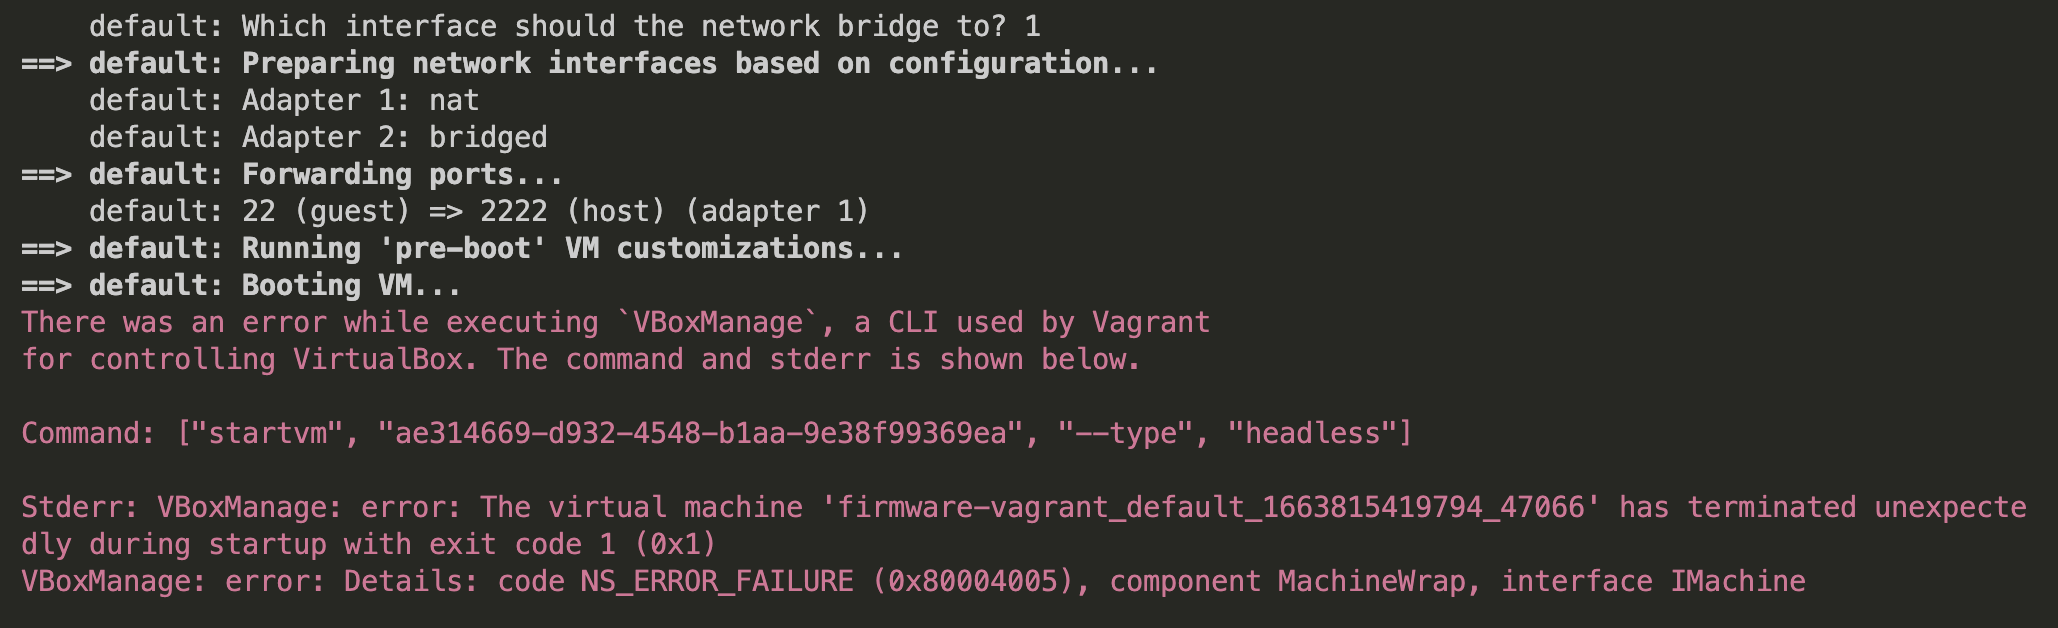 default: Which interface should the network bridge to? 1
==> default: Preparing network interfaces based on configuration...
default: Adapter 1: nat
default: Adapter 2: bridged
==> default: Forwarding ports...
default: 22 (guest) => 2222 (host) (adapter 1)
==> default: Running 'pre-boot' VM customizations...
==> default: Booting VM...
There was an error while executing `VBoxManage`, a CLI used by Vagrant
for controlling VirtualBox. The command and stderr is shown below.
Command: ["startvm", "ae314669-d932-4548-b1aa-9e38f99369ea", "--type", "headless"]
Stderr: VBoxManage: error: The virtual machine 'firmware-vagrant_default_1663815419794_47066' has terminated unexpecte
dly during startup with exit code 1 (0x1)
VBoxManage: error: Details: code NS_ERROR_FAILURE (0x80004005), component MachineWrap, interface IMachine